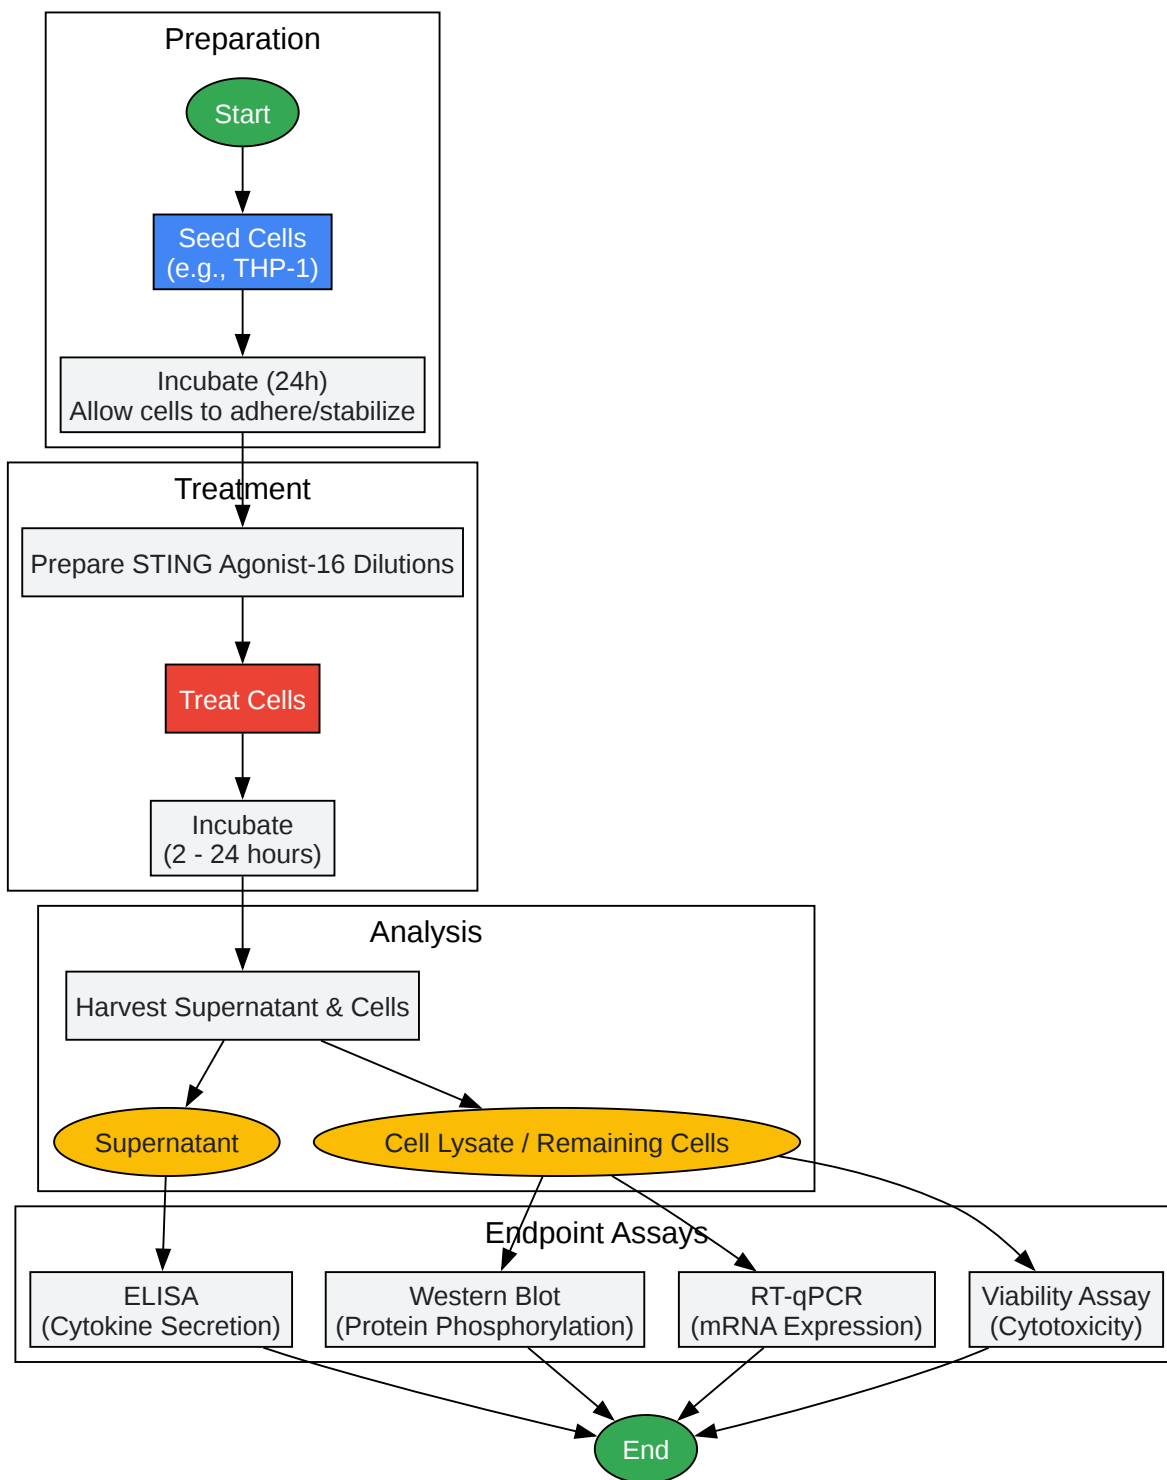 Preparation
Start
Seed Cells
(e.g., THP-1)
Incubate (24h)
Allow cells to adhere/stabilize
Treatment
Prepare STING Agonist-16 Dilutions
Treat Cells
Incubate
(2 - 24 hours)
Analysis
Harvest Supernatant & Cells
Supernatant
Cell Lysate / Remaining Cells
Endpoint Assays
ELISA
(Cytokine Secretion)
Western Blot
(Protein Phosphorylation)
RT-qPCR
(mRNA Expression)
Viability Assay
(Cytotoxicity)
End